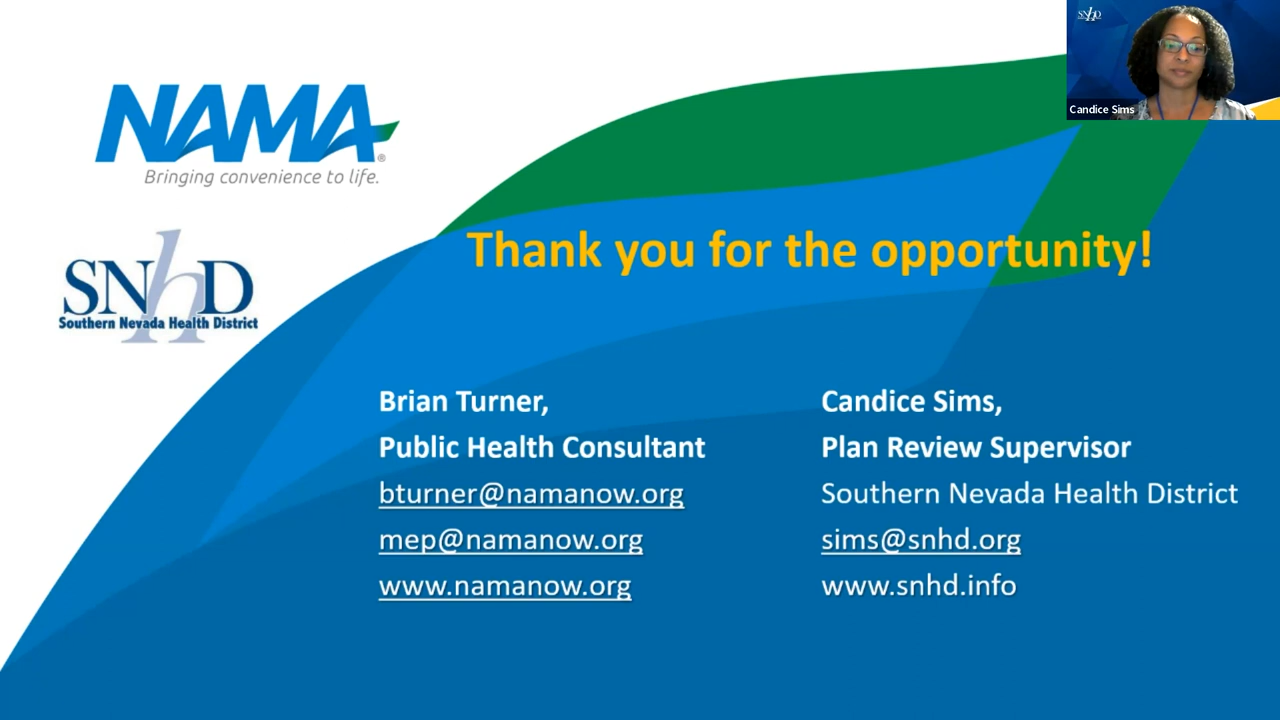 SNhD
Candice Sims
NAMA®
Bringing convenience to life.
SNhD
Southern Nevada Health District
Thank you for the opportunity!
Brian Turner,
Public Health Consultant
bturner@namanow.org
mep@namanow.org
www.namanow.org
Candice Sims,
Plan Review Supervisor
Southern Nevada Health District
sims@snhd.org
www.snhd.info